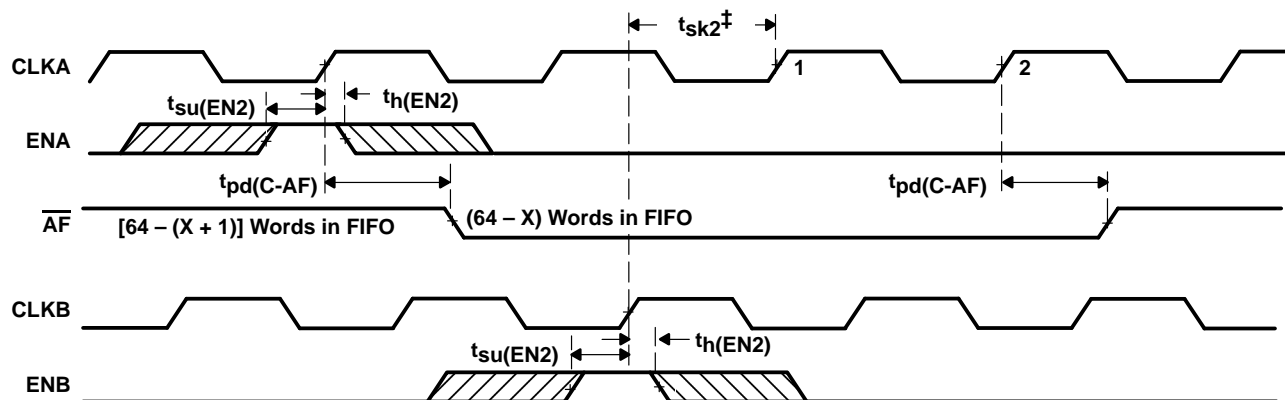 tsk2‡
CLKA
1
2
tsu(EN2)
th(EN2)
ENA
tpd(C-AF)
tpd(C-AF)
AF
[64 – (X + 1)] Words in FIFO
(64 – X) Words in FIFO
CLKB
tsu(EN2)
th(EN2)
ENB